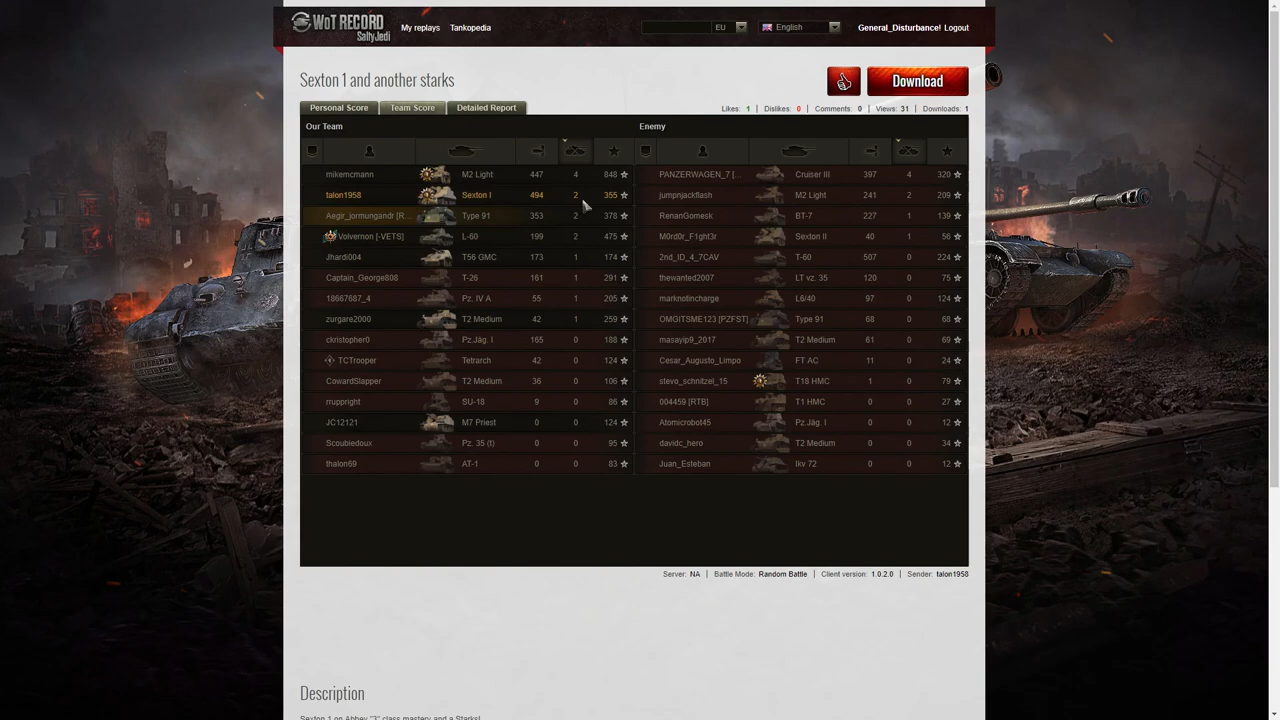 WoT RECORD
SaltyJedi
My replays Tankopedia EU English General_Disturbance! Logout
Sexton 1 and another starks
Download
Personal Score Team Score Detailed Report
Likes: 1 | Dislikes: 0 | Comments: 0 | Views: 31 | Downloads: 1
Our Team Enemy
mikemcmann M2 Light 447 4 848 PANZERWAGEN_7 [... Cruiser III 397 4 320
talon1958 Sexton I 494 2 355 jumpnjackflash M2 Light 241 2 209
Aegir_jormungandr [R... Type 91 353 2 378 RenanGomesk BT-7 227 1 139
Voivernon [-VETS] L-60 199 2 475 M0rd0r_F1ght3r Sexton II 40 1 56
Jhardi004 T56 GMC 173 1 174 2nd_ID_4_7CAV T-60 507 0 224
Captain_George808 T-26 161 1 291 thewanted2007 LT vz. 35 120 0 75
18667687_4 Pz. IV A 55 1 205 marknotincharge L6/40 97 0 124
zurgare2000 T2 Medium 42 1 259 OMGITSME123 [PZFST] Type 91 68 0 68
ckristopher0 Pz.Jäg. I 165 0 188 masayip9_2017 T2 Medium 61 0 69
TCTrooper Tetrarch 42 0 124 Cesar_Augusto_Limpo FT AC 11 0 24
CowardSlapper T2 Medium 36 0 106 stevo_schnitzel_15 T18 HMC 1 0 79
rruppright SU-18 9 0 86 004459 [RTB] T1 HMC 0 0 27
JC12121 M7 Priest 0 0 124 Atomicrobot45 Pz.Jäg. I 0 0 12
Scoubiedoux Pz. 35 (t) 0 0 95 davidc_hero T2 Medium 0 0 34
thalon69 AT-1 0 0 83 Juan_Esteban Ikv 72 0 0 12
Server: NA | Battle Mode: Random Battle | Client version: 1.0.2.0 | Sender: talon1958
Description
Sexton 1 on Abbey "3" class mastery and a Starks!